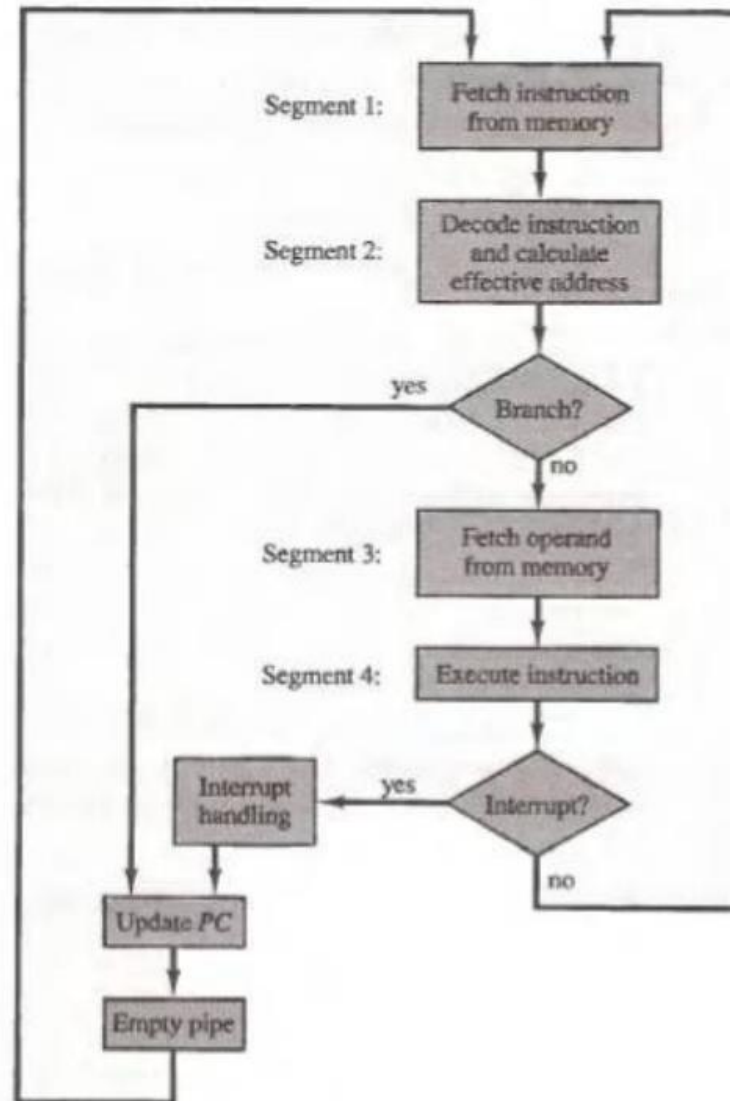 Segment 1:
Fetch instruction
from memory
Segment 2:
Decode instruction
and calculate
effective address
yes
Branch?
no
Segment 3:
Fetch operand
from memory
Segment 4:
Execute instruction
Interrupt
handling
yes
Interrupt?
no
Update PC
Empty pipe